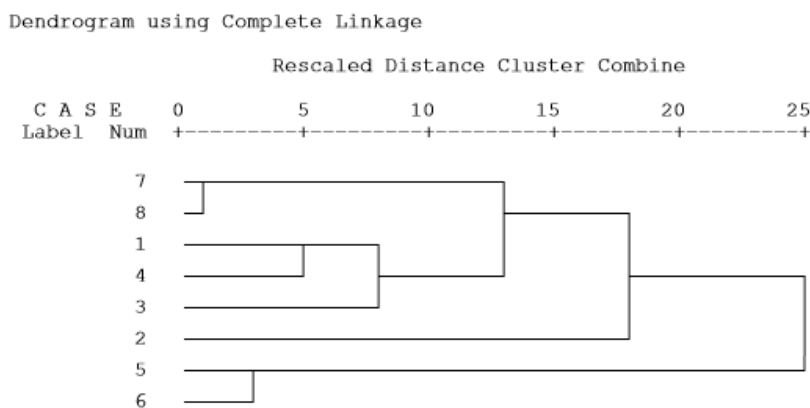 Dendrogram using Complete Linkage
Rescaled Distance Cluster Combine
C A S E 0 5 10 15 20 25
Label Num +---------+---------+---------+---------+---------+
7
8
1
4
3
2
5
6